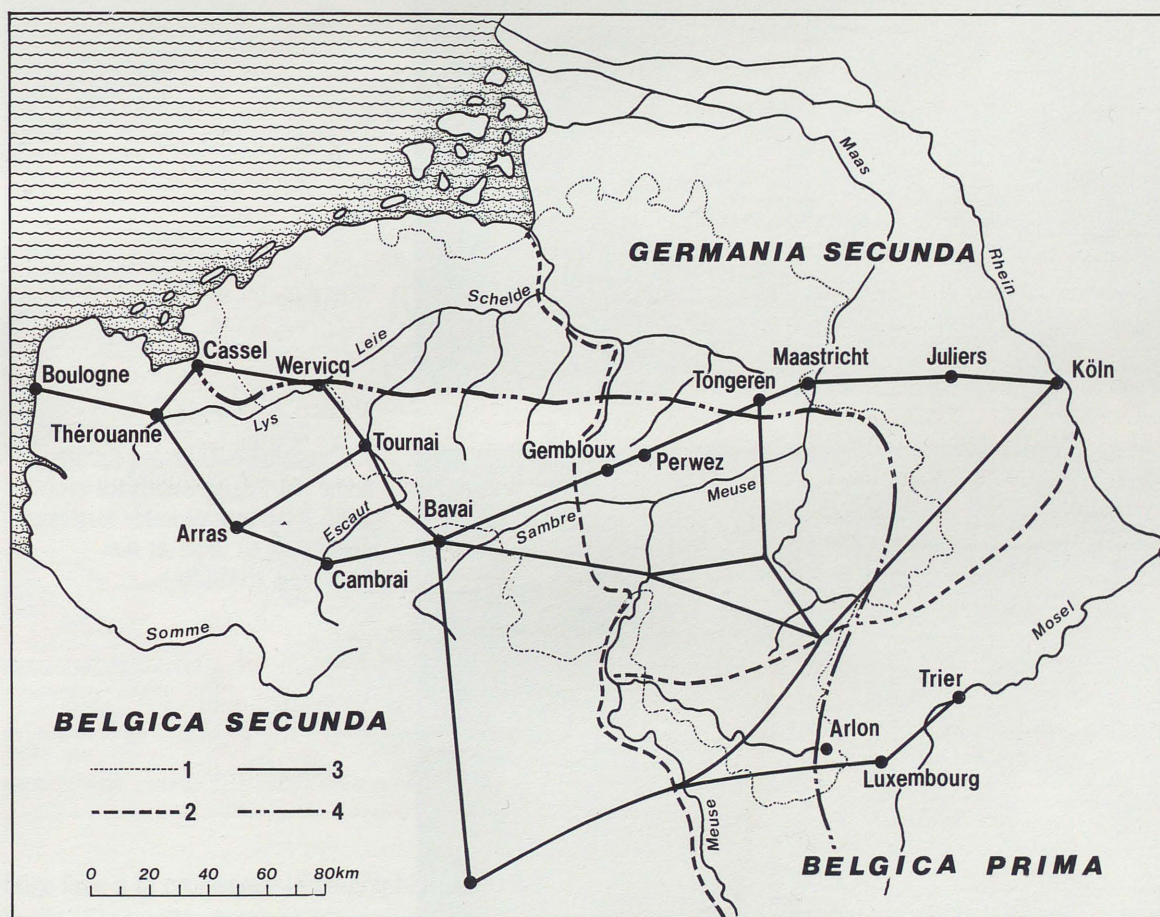 Maas
GERMANIA SECUNDA
Rhein
Schelde
Leie
Cassel
Wervicq
Maastricht
Juliers
Köln
Boulogne
Tongeren
Lys
Thérouanne
Tournai
Gembloux
Perwez
Meuse
Escaut
Bavai
Sambre
Arras
Cambrai
Somme
Mosel
Trier
BELGICA SECUNDA
Arlon
1 3
Luxembourg
2 4
Meuse
BELGICA PRIMA
0 20 40 60 80km